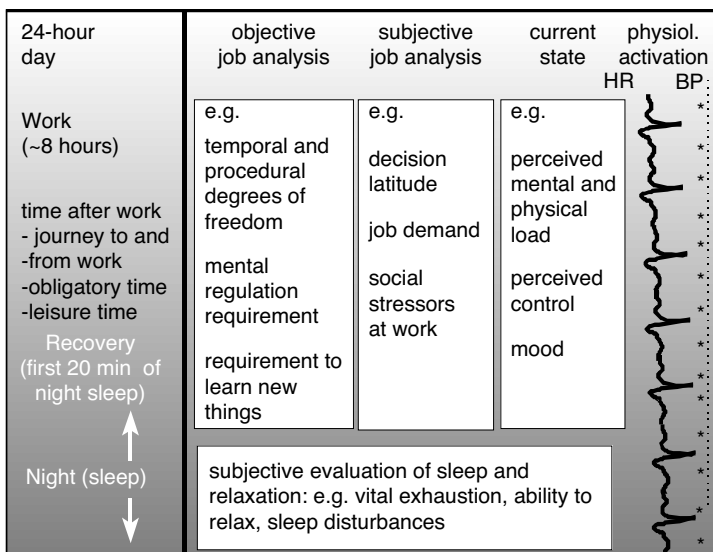 24-hour
day
objective
job analysis
subjective
job analysis
current
state
physiol.
activation
HR
BP
Work
(~8 hours)
time after work
- journey to and
-from work
-obligatory time
-leisure time
Recovery
(first 20 min of
night sleep)
Night (sleep)
e.g.
temporal and
procedural
degrees of
freedom
mental
regulation
requirement
requirement to
learn new
things
e.g.
decision
latitude
job demand
social
stressors
at work
e.g.
perceived
mental and
physical
load
perceived
control
mood
*
*
*
*
*
*
*
*
*
*
*
*
*
subjective evaluation of sleep and
relaxation: e.g. vital exhaustion, ability to
relax, sleep disturbances